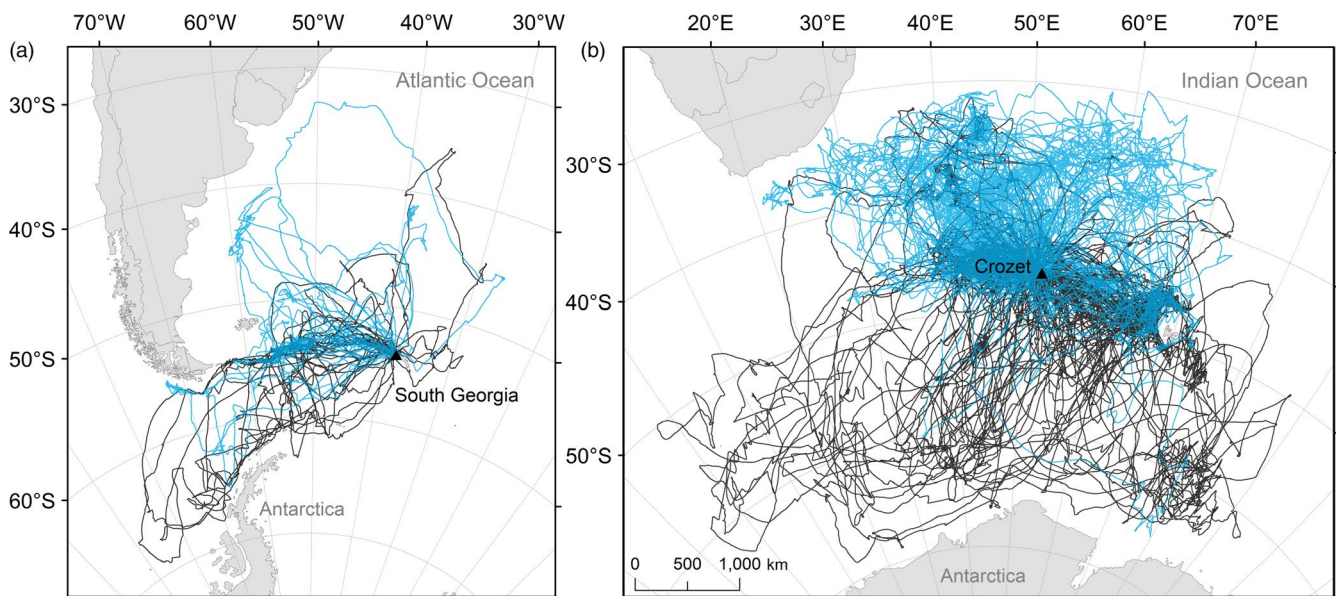 70°W 60°W 50°W 40°W 30°W
(a)
Atlantic Ocean
30°S
40°S
50°S
60°S
South Georgia
Antarctica
20°E 30°E 40°E 50°E 60°E 70°E
(b)
Indian Ocean
30°S
40°S
50°S
Crozet
0 500 1,000 km
Antarctica